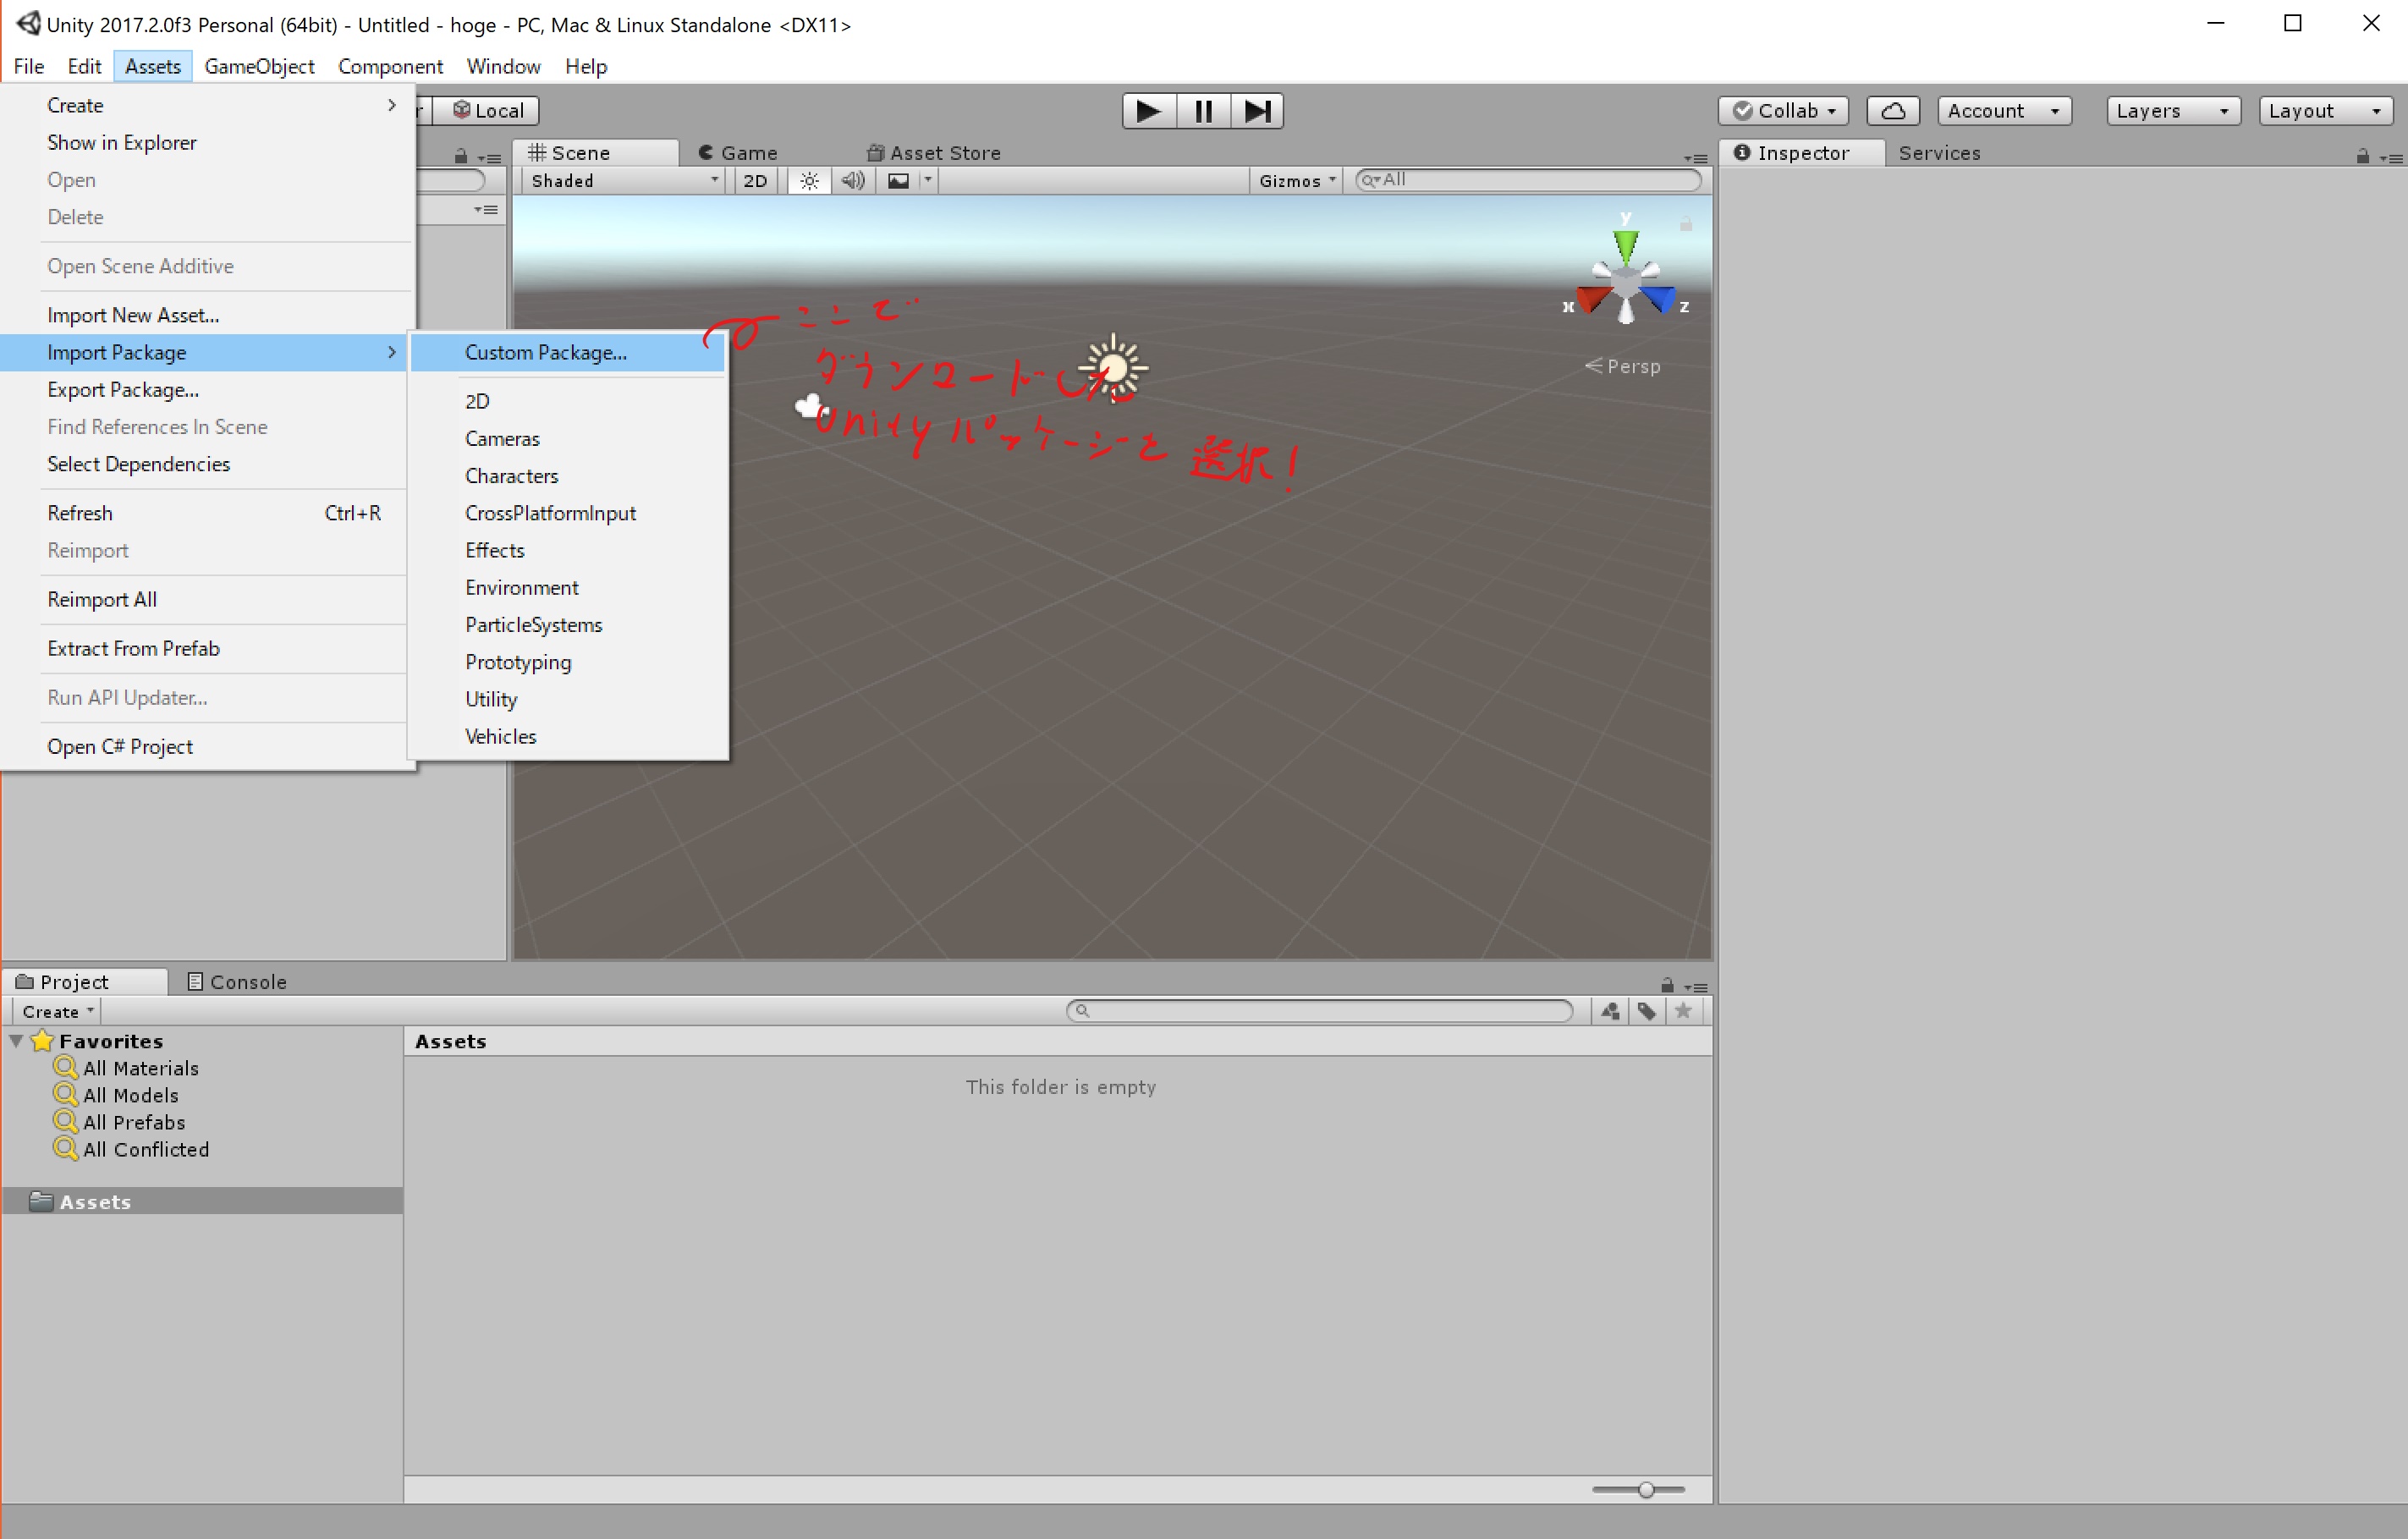 Unity 2017.2.0f3 Personal (64bit) - Untitled - hoge - PC, Mac & Linux Standalone <DX11>
File Edit Assets GameObject Component Window Help
Create
Show in Explorer
Open
Delete
Open Scene Additive
Import New Asset...
Import Package
Export Package...
Find References In Scene
Select Dependencies
Refresh Ctrl+R
Reimport
Reimport All
Extract From Prefab
Run API Updater...
Open C# Project
Custom Package...
2D
Cameras
Characters
CrossPlatformInput
Effects
Environment
ParticleSystems
Prototyping
Utility
Vehicles
Local
Collab Account Layers Layout
Scene Game Asset Store
Shaded 2D Gizmos All
y
x z
Persp
ここで
ダウンロードした
Unityパッケージを選択!
Inspector Services
Project Console
Create
Favorites
All Materials
All Models
All Prefabs
All Conflicted
Assets
Assets
This folder is empty